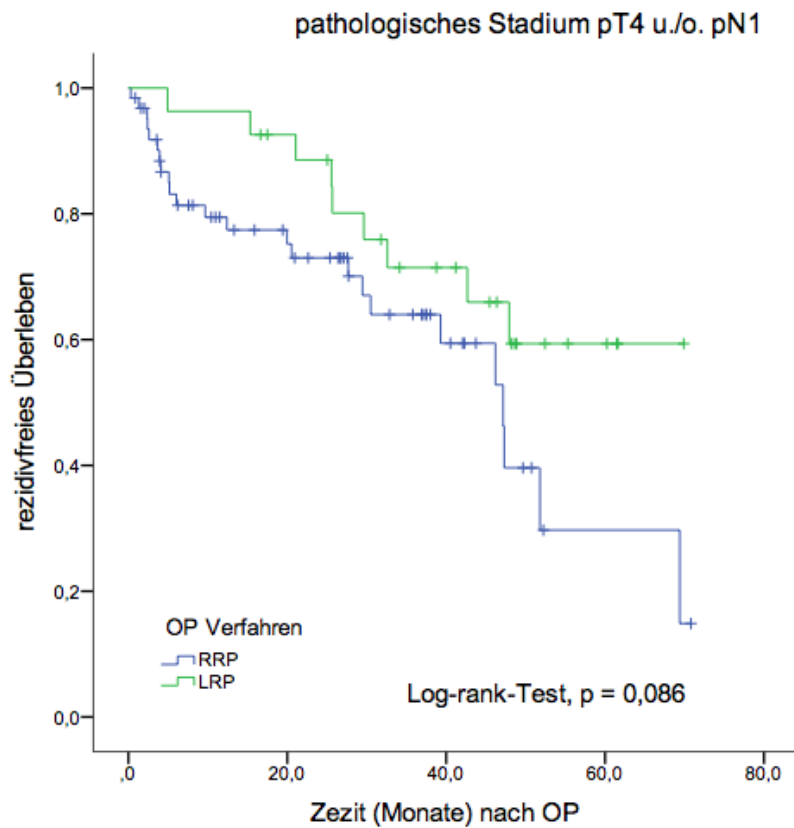 pathologisches Stadium pT4 u./o. pN1
rezidivfreies Überleben
1,0
0,8
0,6
0,4
0,2
0,0
OP Verfahren
RRP
LRP
Log-rank-Test, p = 0,086
,0 20,0 40,0 60,0 80,0
Zezit (Monate) nach OP